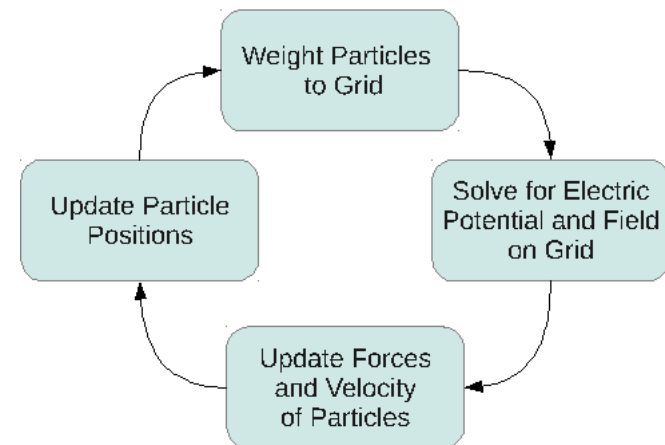 Weight Particles
to Grid
Solve for Electric
Potential and Field
on Grid
Update Forces
and Velocity
of Particles
Update Particle
Positions